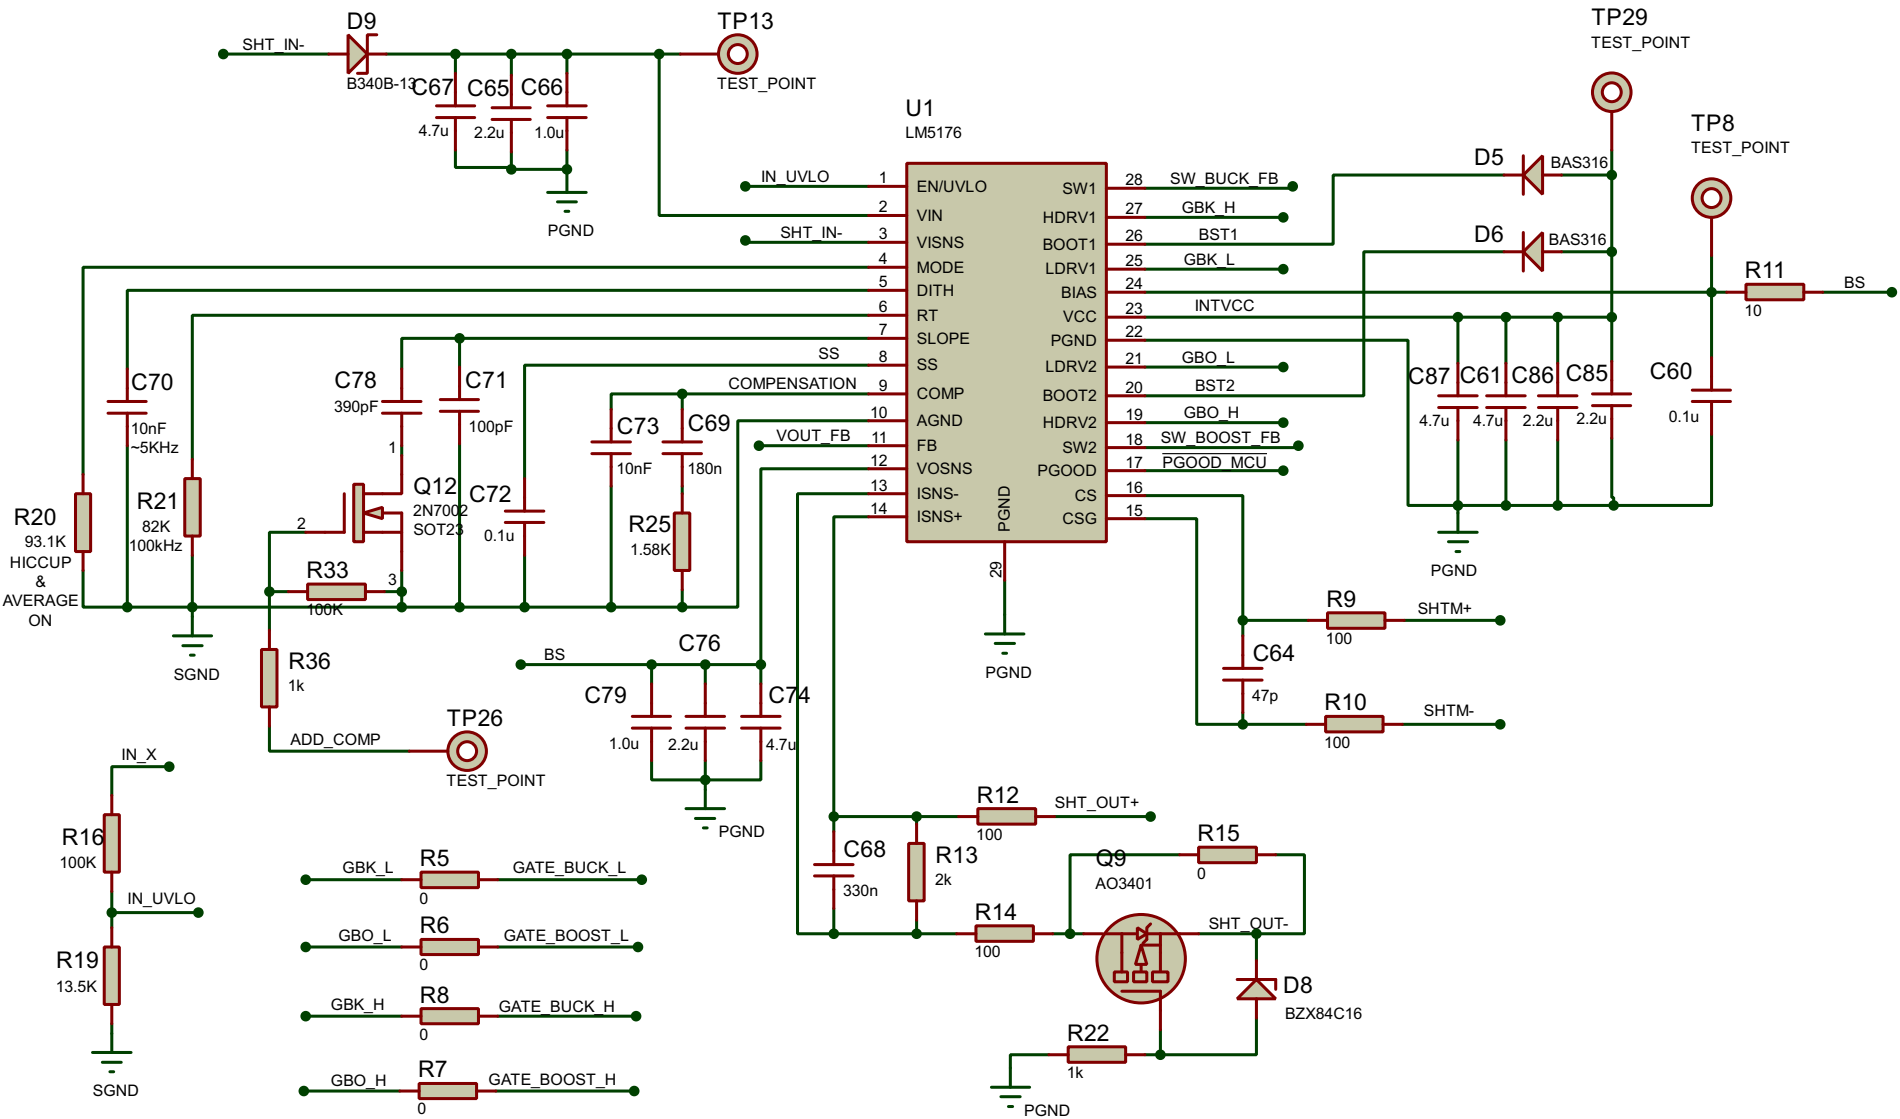 D9
SHT_IN-
B340B-13
TP13
TEST_POINT
C67
4.7u
C65
2.2u
C66
1.0u
PGND
TP29
TEST_POINT
TP8
TEST_POINT
U1
LM5176
IN_UVLO
1
EN/UVLO
2
VIN
SHT_IN-
3
VISNS
4
MODE
5
DITH
6
RT
7
SLOPE
SS
8
SS
COMPENSATION
9
COMP
10
AGND
VOUT_FB
11
FB
12
VOSNS
13
ISNS-
14
ISNS+
SW1
28
SW_BUCK_FB
HDRV1
27
GBK_H
BOOT1
26
BST1
LDRV1
25
GBK_L
BIAS
24
VCC
23
INTVCC
PGND
22
LDRV2
21
GBO_L
BOOT2
20
BST2
HDRV2
19
GBO_H
SW2
18
SW_BOOST_FB
PGOOD
17
PGOOD_MCU
CS
16
CSG
15
PGND
29
PGND
D5
BAS316
D6
BAS316
R11
10
BS
C87
4.7u
C61
4.7u
C86
2.2u
C85
2.2u
C60
0.1u
PGND
C70
10nF
~5KHz
C78
390pF
C71
100pF
1
Q12
2N7002
SOT23
2
3
R20
93.1K
HICCUP
&
AVERAGE
ON
R21
82K
100kHz
R33
100K
C72
0.1u
C73
10nF
C69
180n
R25
1.58K
SGND
R36
1k
ADD_COMP
TP26
TEST_POINT
BS
C76
C79
1.0u
2.2u
C74
4.7u
PGND
R9
100
SHTM+
C64
47p
R10
100
SHTM-
IN_X
R16
100K
IN_UVLO
R19
13.5K
SGND
GBK_L
R5
0
GATE_BUCK_L
GBO_L
R6
0
GATE_BOOST_L
GBK_H
R8
0
GATE_BUCK_H
GBO_H
R7
0
GATE_BOOST_H
R12
100
SHT_OUT+
C68
330n
R13
2k
R14
100
Q9
AO3401
R15
0
SHT_OUT-
D8
BZX84C16
R22
1k
PGND